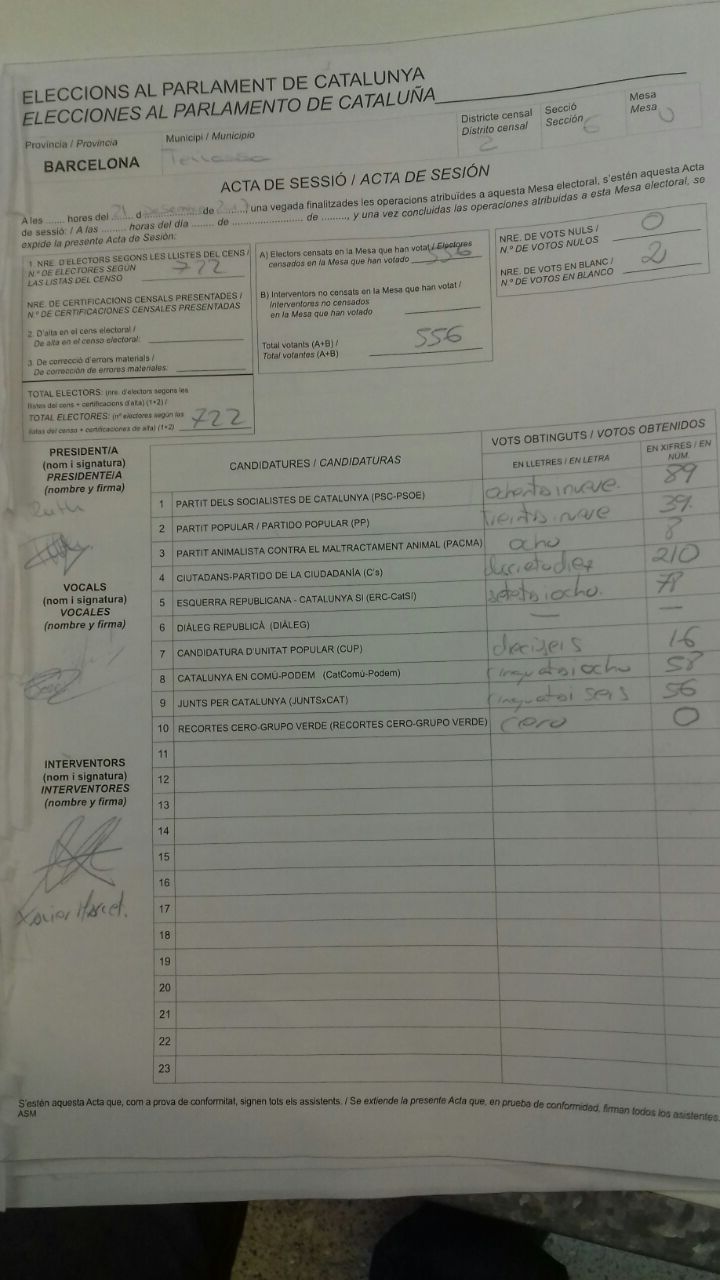 ELECCIONS AL PARLAMENT DE CATALUNYA
ELECCIONES AL PARLAMENTO DE CATALUÑA
Provincia / Provincia
BARCELONA
Municipi / Municipio
Terrassa
Districte censal
Distrito censal
2
Secció
Sección
6
Mesa
Mesa
U
ACTA DE SESSIÓ / ACTA DE SESIÓN
A les ....... hores del 21 d desembre de 2017, una vegada finalitzades les operacions atribuïdes a aquesta Mesa electoral, s'estén aquesta Acta
de sessió: / A las ........ horas del día ....... de .................... de ........., y una vez concluidas las operaciones atribuidas a esta Mesa electoral, se
expide la presente Acta de Sesión:
1. NRE. D'ELECTORS SEGONS LES LLISTES DEL CENS /
N.º DE ELECTORES SEGÚN
LAS LISTAS DEL CENSO 722
NRE. DE CERTIFICACIONS CENSALS PRESENTADES /
N.º DE CERTIFICACIONES CENSALES PRESENTADAS
2. D'alta en el cens electoral /
De alta en el censo electoral:
3. De correcció d'errors materials /
De corrección de errores materiales:
TOTAL ELECTORS: (nre. d'electors segons les
llistes del cens + certificacions d'alta) (1+2) /
TOTAL ELECTORES: (nº electores según las
listas del censo + certificaciones de alta) (1+2) 722
A) Electors censats en la Mesa que han votat / Electores
censados en la Mesa que han votado 556
B) Interventors no censats en la Mesa que han votat /
Interventores no censados
en la Mesa que han votado
Total votants (A+B) /
Total votantes (A+B) 556
NRE. DE VOTS NULS /
N.º DE VOTOS NULOS 0
NRE. DE VOTS EN BLANC /
N.º DE VOTOS EN BLANCO 2
PRESIDENT/A
(nom i signatura)
PRESIDENTE/A
(nombre y firma)
Ruth
VOCALS
(nom i signatura)
VOCALES
(nombre y firma)
INTERVENTORS
(nom i signatura)
INTERVENTORES
(nombre y firma)
Xavier
CANDIDATURES / CANDIDATURAS
VOTS OBTINGUTS / VOTOS OBTENIDOS
EN LLETRES / EN LETRA
EN XIFRES / EN NÚM.
1 PARTIT DELS SOCIALISTES DE CATALUNYA (PSC-PSOE) ochentainueve. 89
2 PARTIT POPULAR / PARTIDO POPULAR (PP) 39.
3 PARTIT ANIMALISTA CONTRA EL MALTRACTAMENT ANIMAL (PACMA) ocho 8
4 CIUTADANS-PARTIDO DE LA CIUDADANÍA (C's) 210
5 ESQUERRA REPUBLICANA - CATALUNYA SI (ERC-CatSí) 78
6 DIÀLEG REPUBLICÀ (DIÀLEG) — —
7 CANDIDATURA D'UNITAT POPULAR (CUP) dieciseis 16
8 CATALUNYA EN COMÚ-PODEM (CatComú-Podem) 58
9 JUNTS PER CATALUNYA (JUNTSxCAT) 56
10 RECORTES CERO-GRUPO VERDE (RECORTES CERO-GRUPO VERDE) cero 0
11
12
13
14
15
16
17
18
19
20
21
22
23
S'estén aquesta Acta que, com a prova de conformitat, signen tots els assistents. / Se extiende la presente Acta que, en prueba de conformidad, firman todos los asistentes.
ASM